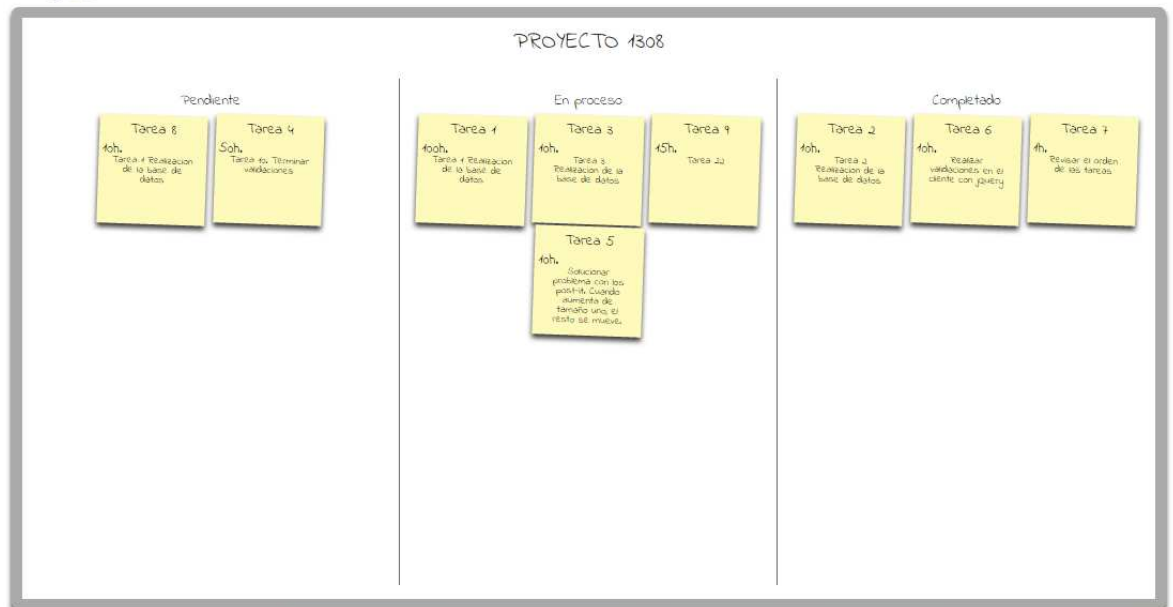 PROYECTO 1308
Pendiente
Tarea 8
10h.
Tarea 1 Realizacion
de la base de
datos
Tarea 4
50h.
Tarea 10. Terminar
validaciones
En proceso
Tarea 1
100h.
Tarea 1 Realizacion
de la base de
datos
Tarea 3
10h.
Tarea 3
Realizacion de la
base de datos
Tarea 9
15h.
Tarea 22
Tarea 5
10h.
Solucionar
problema con los
post-it. Cuando
aumenta de
tamaño uno, el
resto se mueve.
Completado
Tarea 2
10h.
Tarea 2
Realizacion de la
base de datos
Tarea 6
10h.
Realizar
validaciones en el
cliente con jquery
Tarea 7
1h.
Revisar el orden
de las tareas